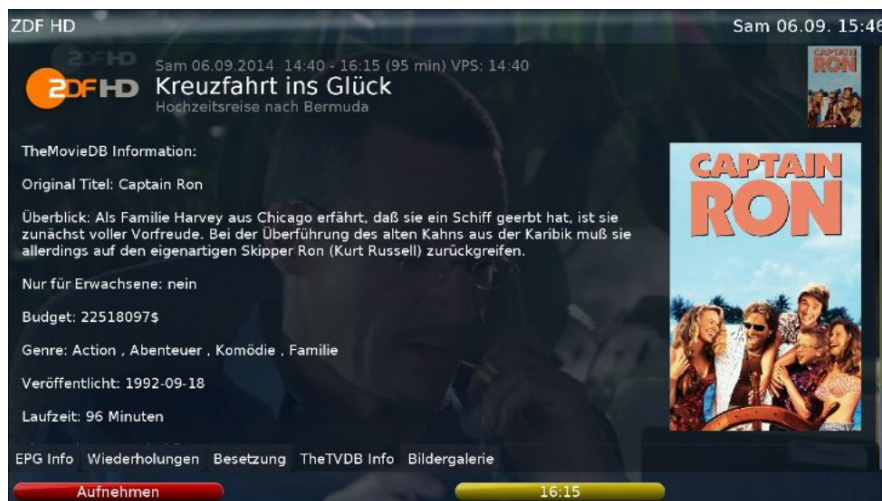 ZDF HD
Sam 06.09. 15:46
ZDF HD
Sam 06.09.2014 14:40 - 16:15 (95 min) VPS: 14:40
Kreuzfahrt ins Glück
Hochzeitsreise nach Bermuda
CAPTAIN
RON
TheMovieDB Information:
Original Titel: Captain Ron
Überblick: Als Familie Harvey aus Chicago erfährt, daß sie ein Schiff geerbt hat, ist sie
zunächst voller Vorfreude. Bei der Überführung des alten Kahns aus der Karibik muß sie
allerdings auf den eigenartigen Skipper Ron (Kurt Russell) zurückgreifen.
Nur für Erwachsene: nein
Budget: 22518097$
Genre: Action , Abenteuer , Komödie , Familie
Veröffentlicht: 1992-09-18
Laufzeit: 96 Minuten
CAPTAIN
RON
EPG Info Wiederholungen Besetzung TheTVDB Info Bildergalerie
Aufnehmen
16:15